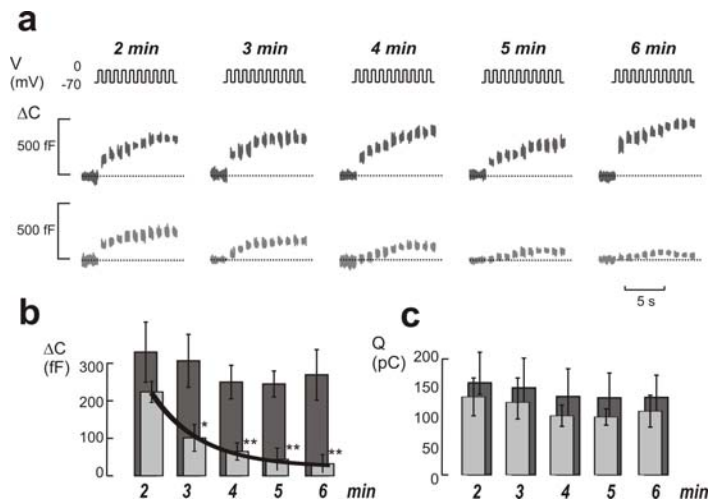 a
2 min 3 min 4 min 5 min 6 min
V 0
(mV) -70
ΔC
500 fF
500 fF
5 s
b
ΔC
(fF)
300
200
100
0
*
**
**
**
2 3 4 5 6 min
c
Q
(pC)
150
100
50
0
2 3 4 5 6 min